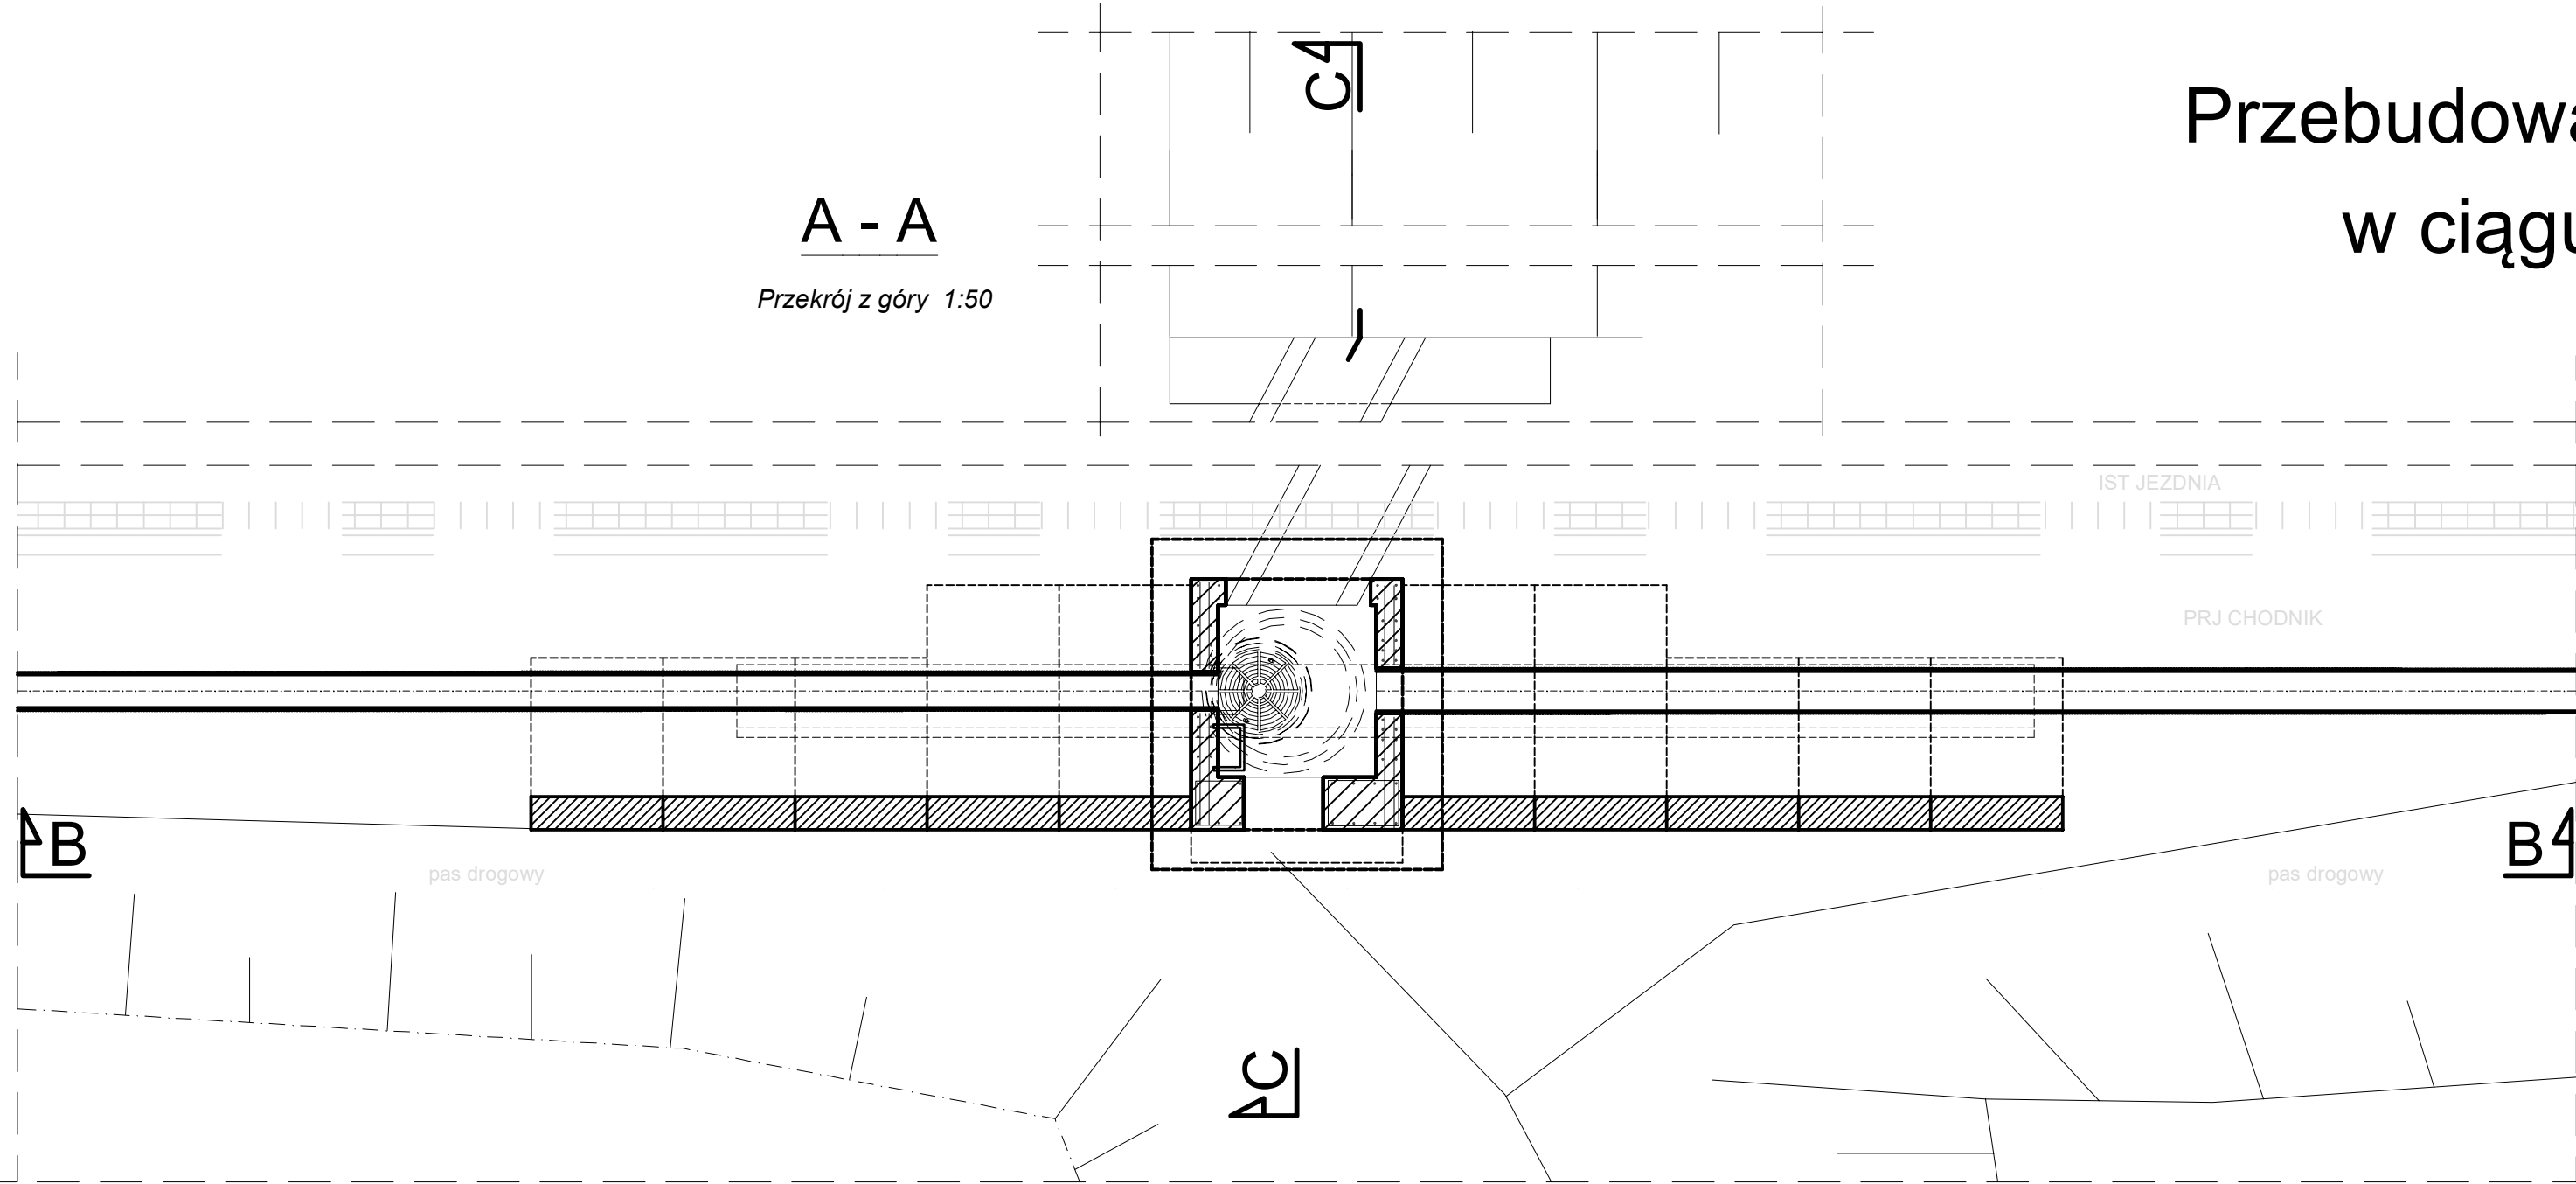 C
Przebudowa
w ciągu
A - A
Przekrój z góry 1:50
IST JEZDNIA
PRJ CHODNIK
B
B
pas drogowy
pas drogowy
C